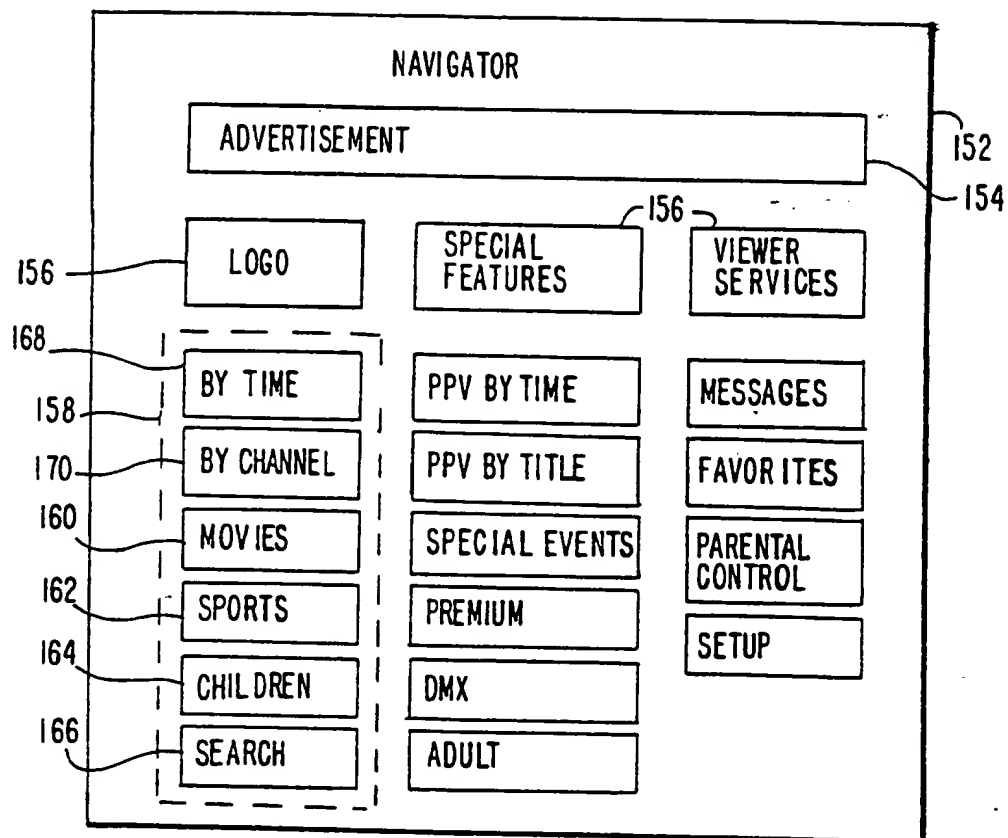 NAVIGATOR
ADVERTISEMENT
152
154
156
LOGO
SPECIAL
FEATURES
156
VIEWER
SERVICES
168
158
170
160
162
164
166
BY TIME
BY CHANNEL
MOVIES
SPORTS
CHILDREN
SEARCH
PPV BY TIME
PPV BY TITLE
SPECIAL EVENTS
PREMIUM
DMX
ADULT
MESSAGES
FAVORITES
PARENTAL
CONTROL
SETUP